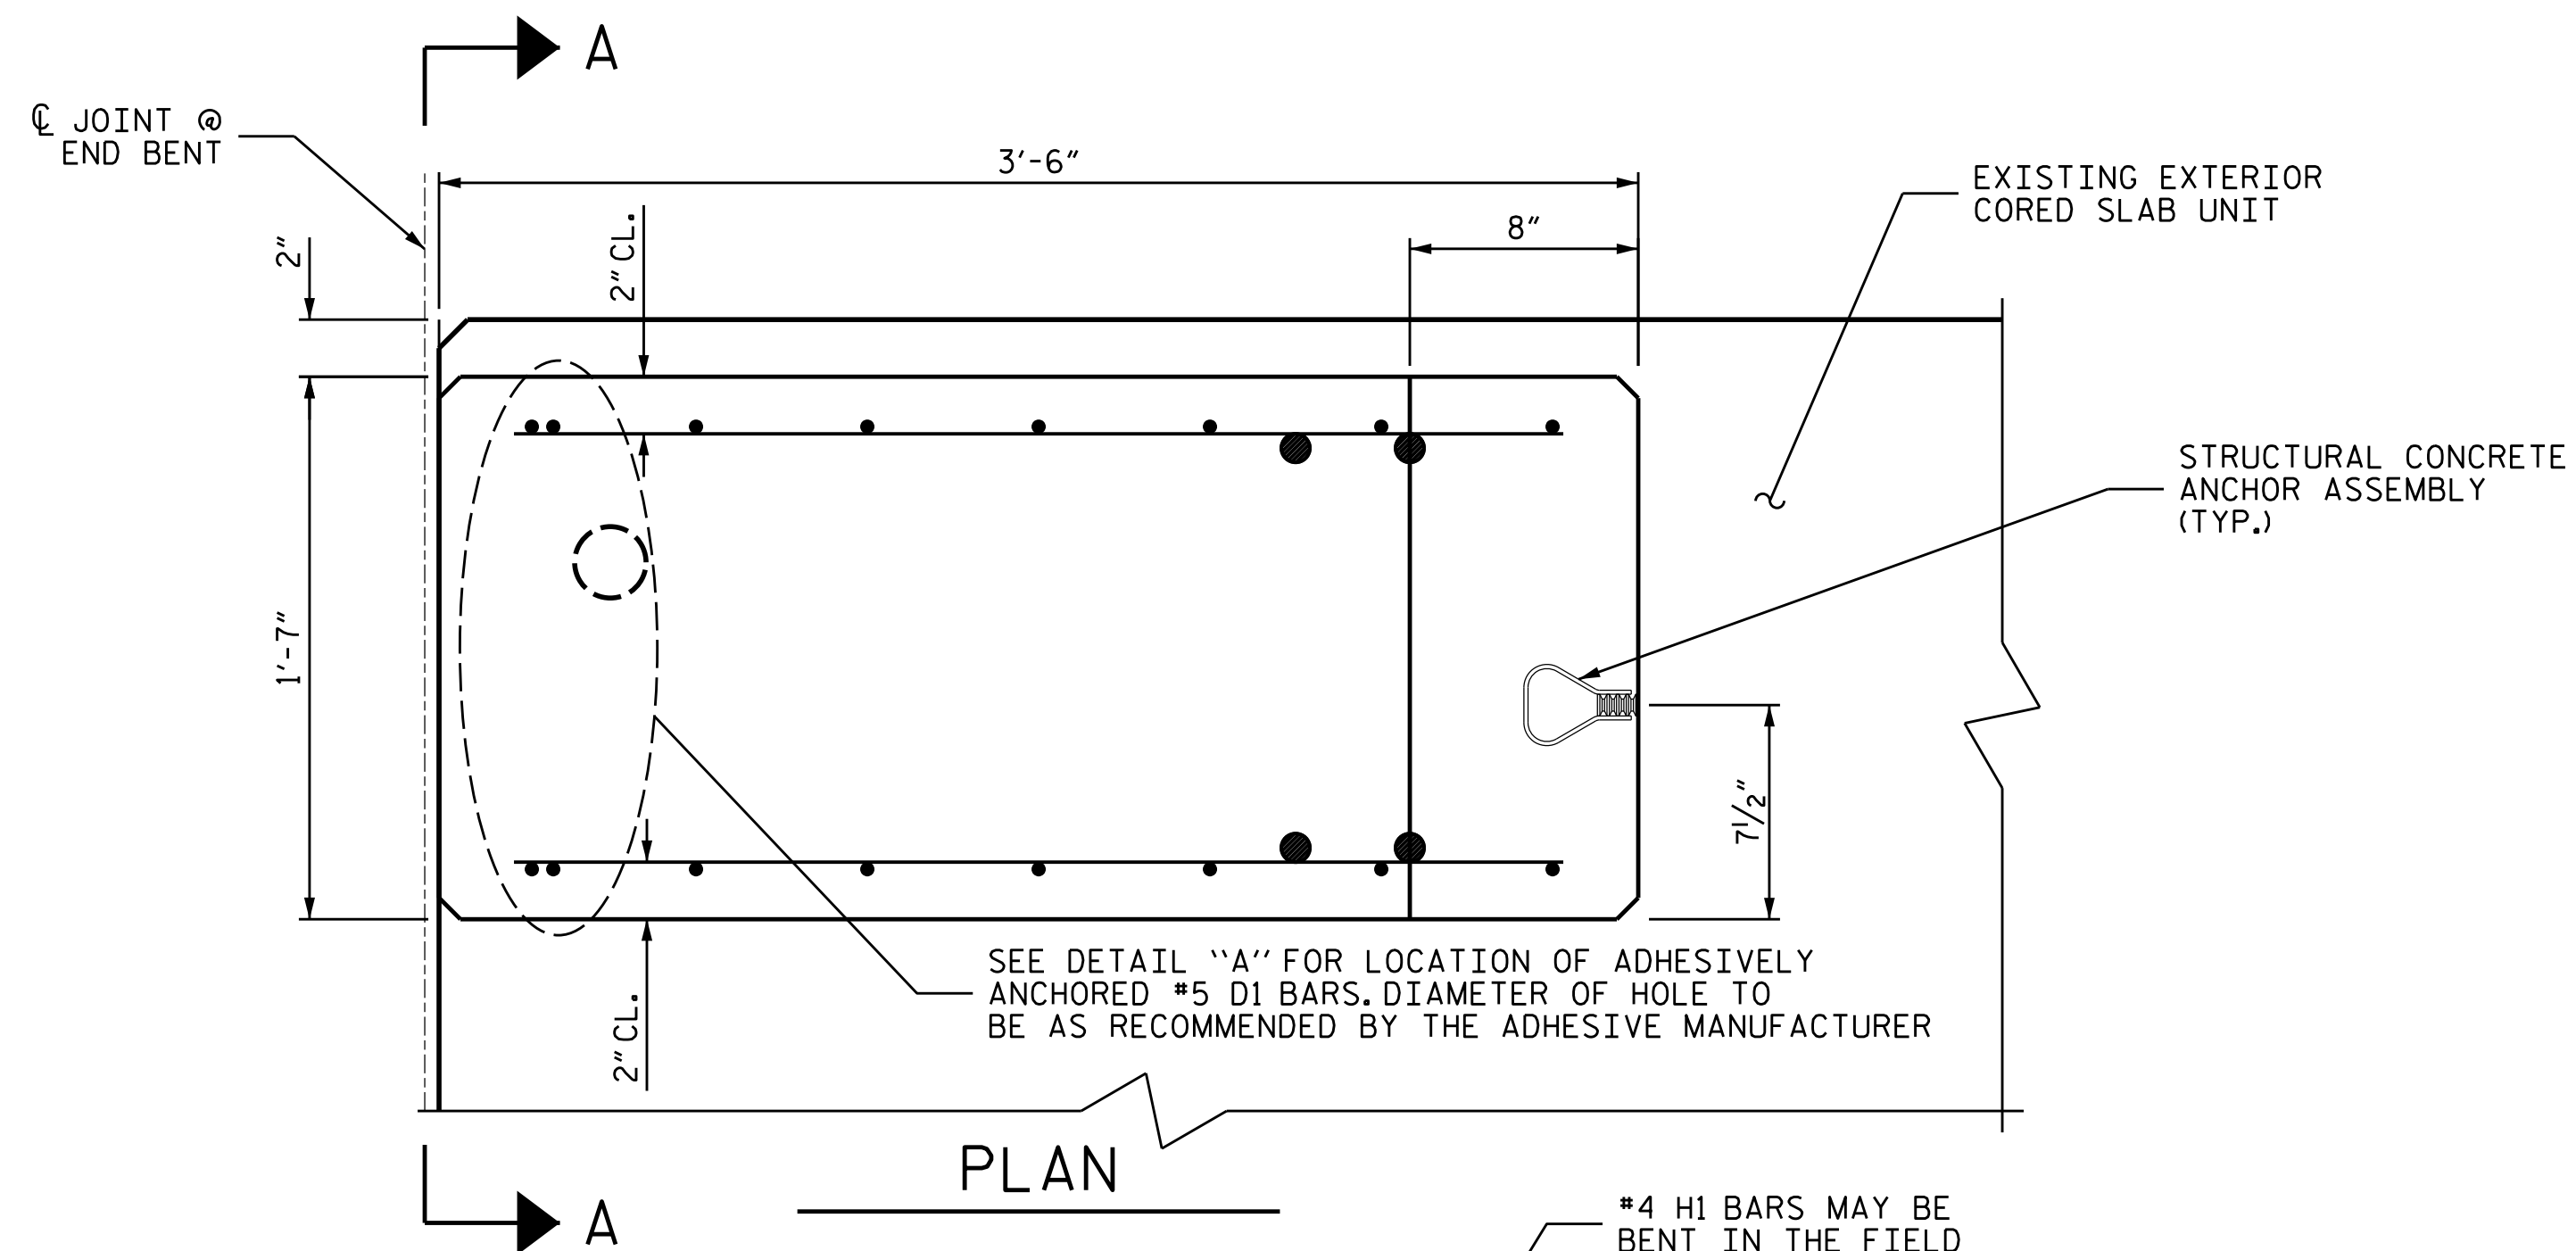 A
℄ JOINT @
END BENT
3'-6"
8"
2"
2" CL.
EXISTING EXTERIOR
CORED SLAB UNIT
STRUCTURAL CONCRETE
ANCHOR ASSEMBLY
(TYP.)
1'-7"
7½"
SEE DETAIL "A" FOR LOCATION OF ADHESIVELY
ANCHORED #5 D1 BARS. DIAMETER OF HOLE TO
BE AS RECOMMENDED BY THE ADHESIVE MANUFACTURER
2" CL.
PLAN
A
#4 H1 BARS MAY BE
BENT IN THE FIELD